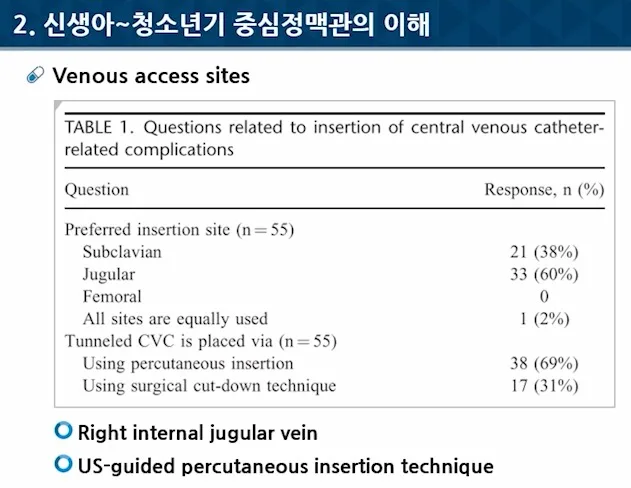 2. 신생아~청소년기 중심정맥관의 이해
Venous access sites
TABLE 1. Questions related to insertion of central venous catheter-
related complications
Question Response, n (%)
Preferred insertion site (n = 55)
Subclavian 21 (38%)
Jugular 33 (60%)
Femoral 0
All sites are equally used 1 (2%)
Tunneled CVC is placed via (n = 55)
Using percutaneous insertion 38 (69%)
Using surgical cut-down technique 17 (31%)
Right internal jugular vein
US-guided percutaneous insertion technique